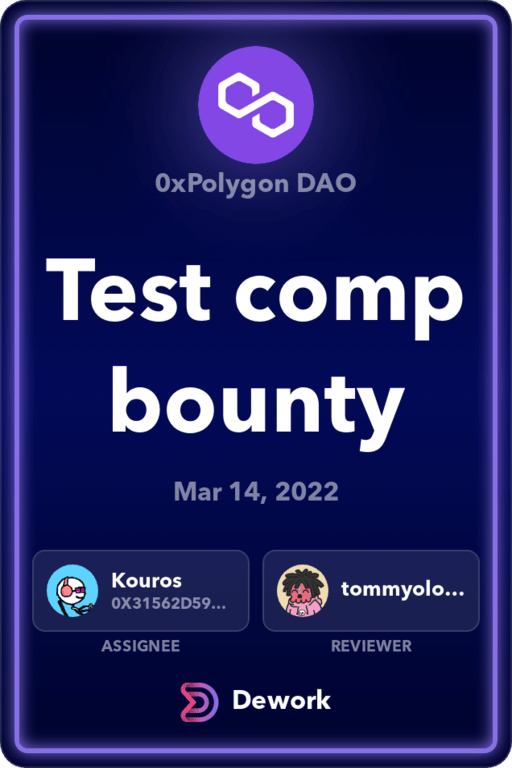 0xPolygon DAO
Test comp
bounty
Mar 14, 2022
Kouros
0X31562D59...
tommyolo...
ASSIGNEE
REVIEWER
Dework